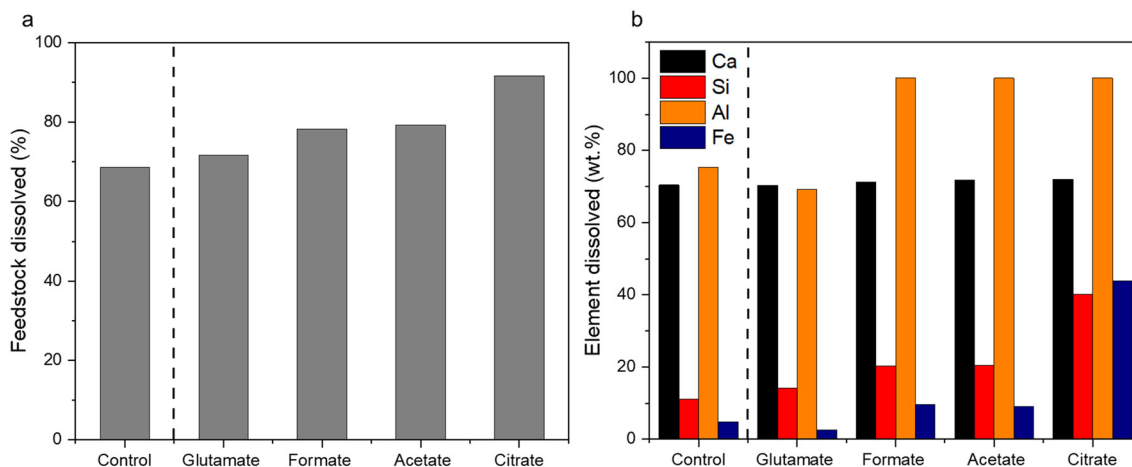 a
Feedstock dissolved (%)
100
80
60
40
20
0
Control Glutamate Formate Acetate Citrate
b
Element dissolved (wt.%)
100
80
60
40
20
0
Ca
Si
Al
Fe
Control Glutamate Formate Acetate Citrate